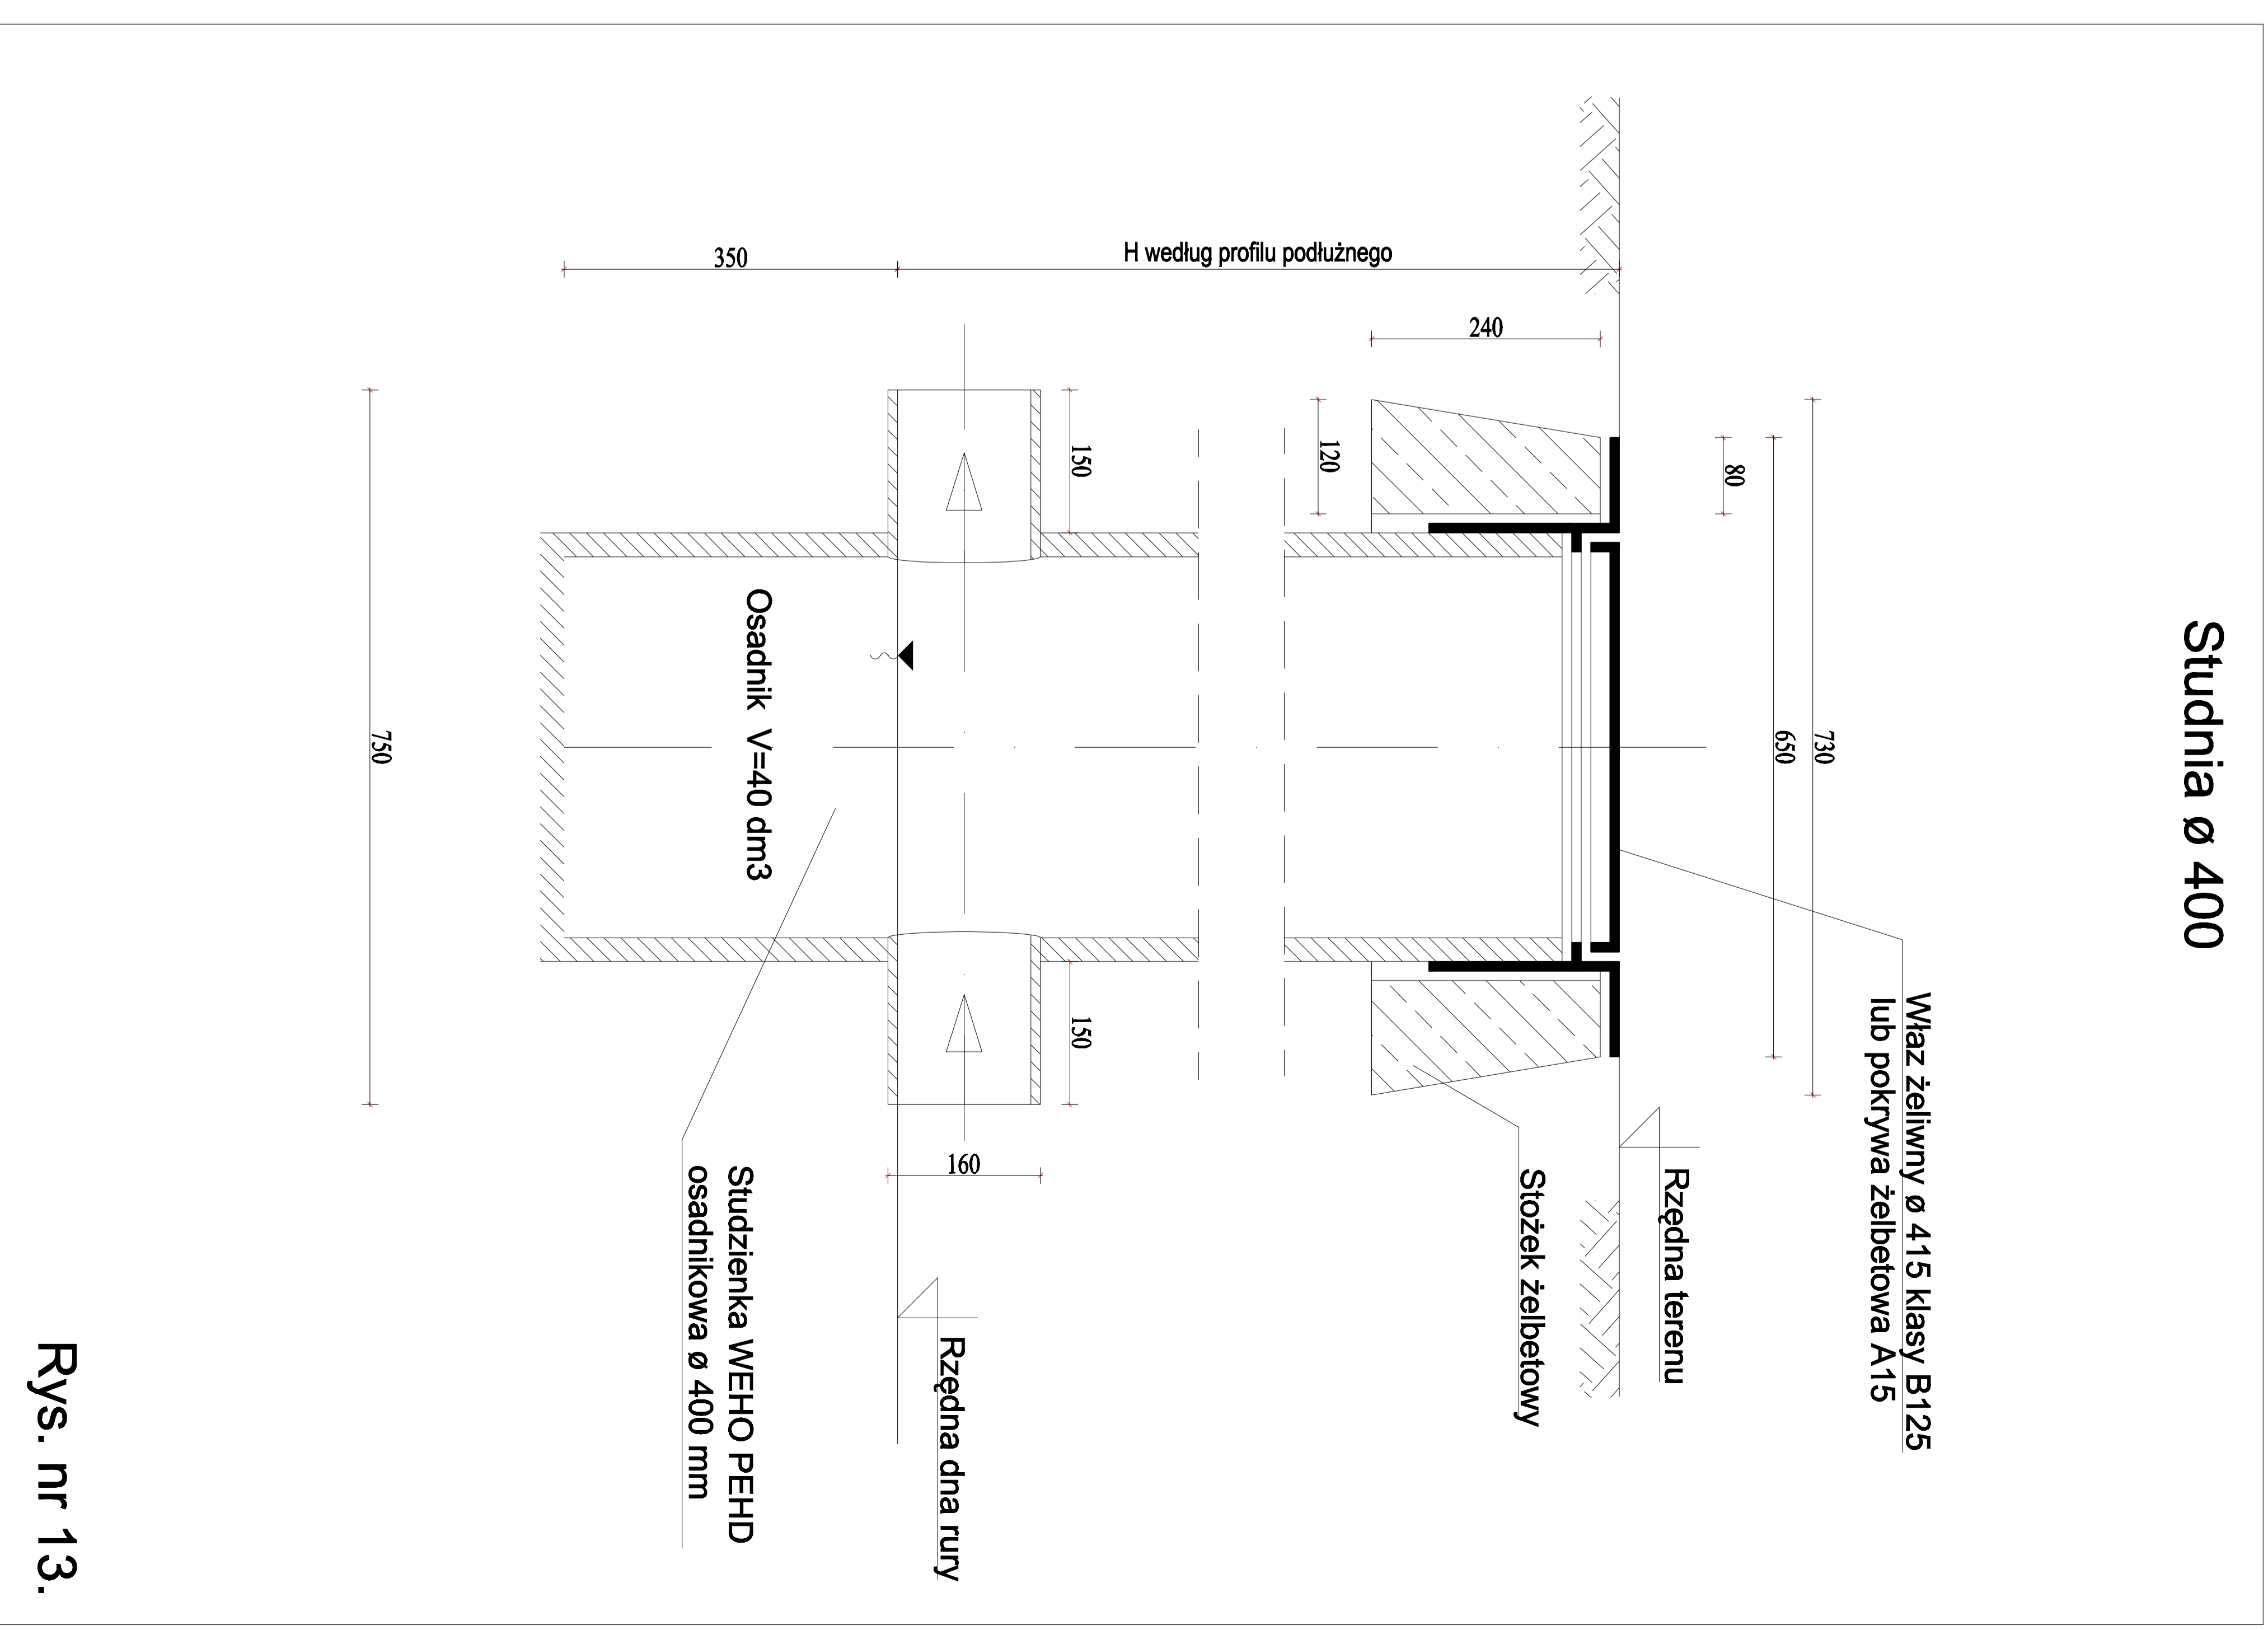 Studnia ø 400
Właz żeliwny ø 415 klasy B125
lub pokrywa żelbetowa A15
730
650
80
Rzędna terenu
240
Stożek żelbetowy
120
H według profilu podłużnego
150
150
160
Rzędna dna rury
350
Osadnik V=40 dm3
Studzienka WEHO PEHD
osadnikowa ø 400 mm
750
Rys. nr 13.